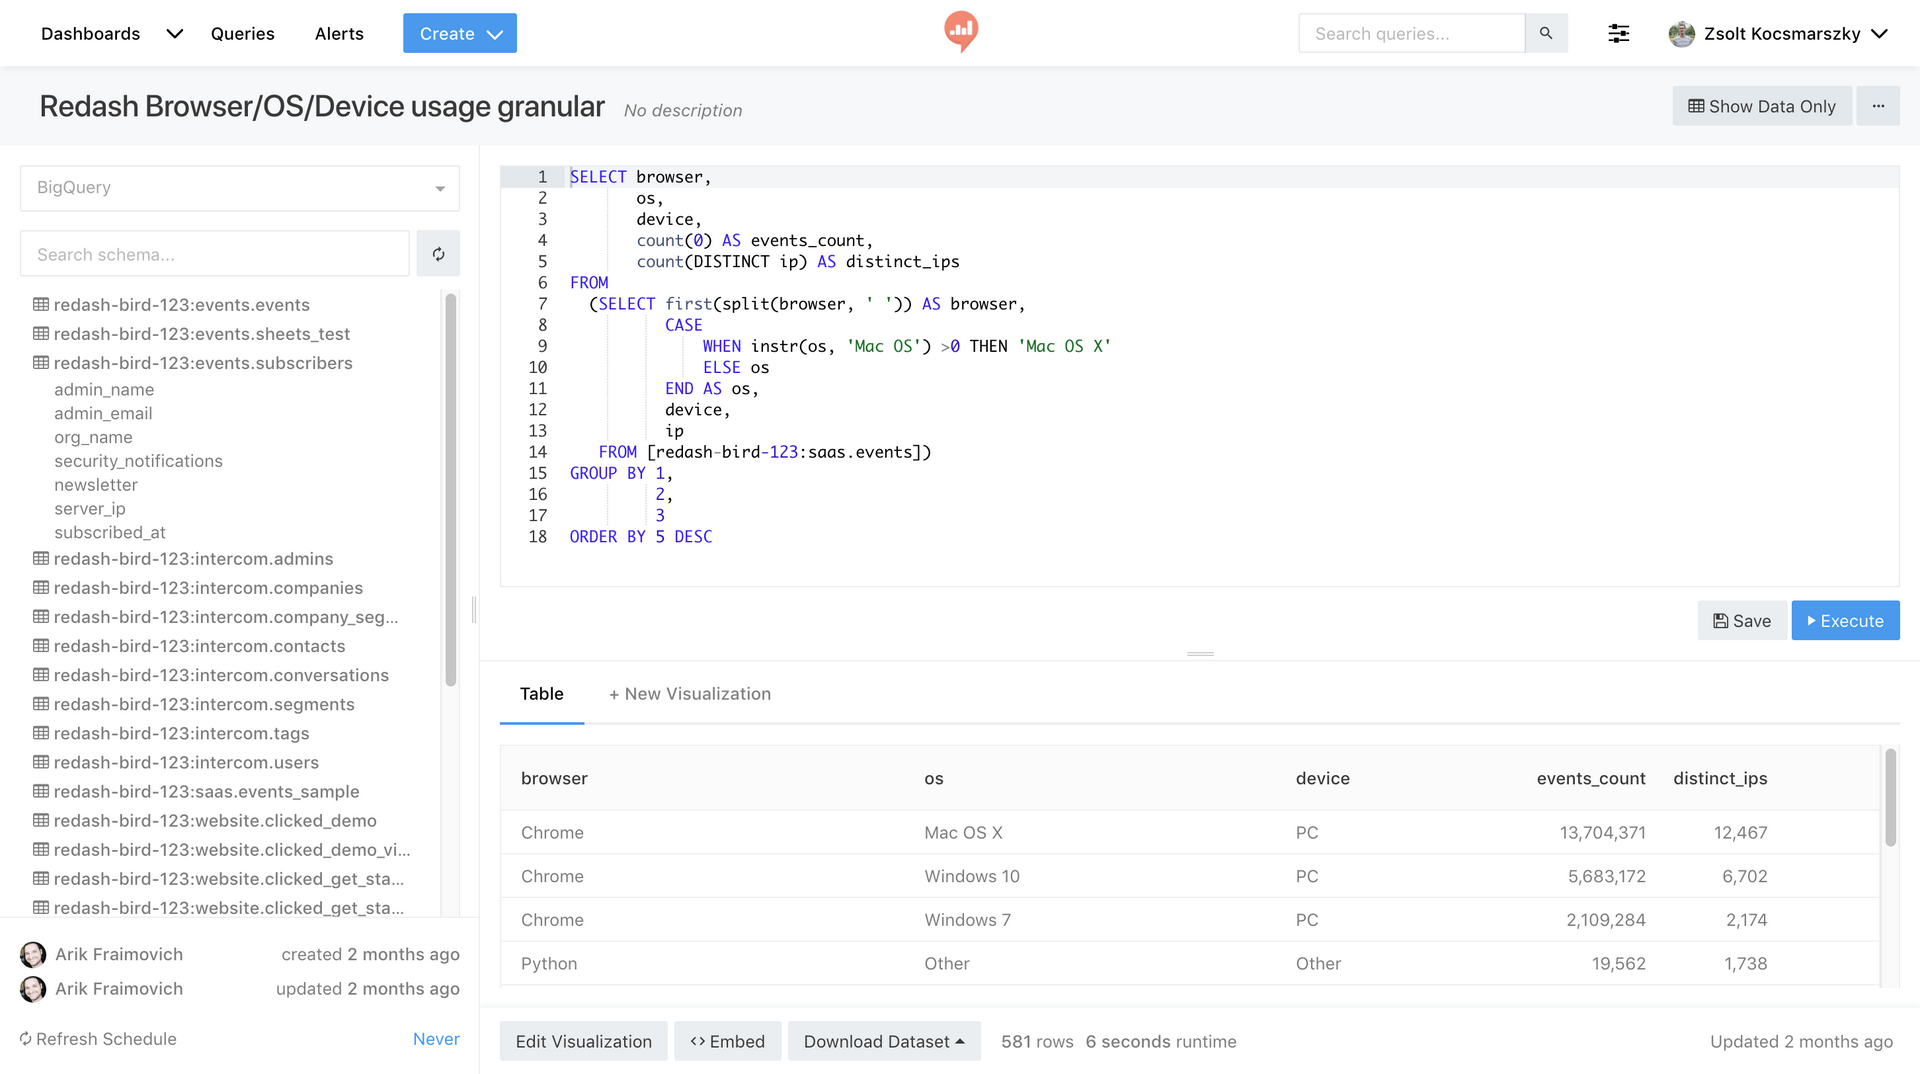 Dashboards Queries Alerts Create Search queries... Zsolt Kocsmarszky
Redash Browser/OS/Device usage granular No description Show Data Only ...
BigQuery
Search schema...
redash-bird-123:events.events
redash-bird-123:events.sheets_test
redash-bird-123:events.subscribers
admin_name
admin_email
org_name
security_notifications
newsletter
server_ip
subscribed_at
redash-bird-123:intercom.admins
redash-bird-123:intercom.companies
redash-bird-123:intercom.company_seg...
redash-bird-123:intercom.contacts
redash-bird-123:intercom.conversations
redash-bird-123:intercom.segments
redash-bird-123:intercom.tags
redash-bird-123:intercom.users
redash-bird-123:saas.events_sample
redash-bird-123:website.clicked_demo
redash-bird-123:website.clicked_demo_vi...
redash-bird-123:website.clicked_get_sta...
redash-bird-123:website.clicked_get_sta...
Arik Fraimovich created 2 months ago
Arik Fraimovich updated 2 months ago
Refresh Schedule Never
1 SELECT browser,
2 os,
3 device,
4 count(0) AS events_count,
5 count(DISTINCT ip) AS distinct_ips
6 FROM
7 (SELECT first(split(browser, ' ')) AS browser,
8 CASE
9 WHEN instr(os, 'Mac OS') >0 THEN 'Mac OS X'
10 ELSE os
11 END AS os,
12 device,
13 ip
14 FROM [redash-bird-123:saas.events])
15 GROUP BY 1,
16 2,
17 3
18 ORDER BY 5 DESC
Save Execute
Table + New Visualization
browser os device events_count distinct_ips
Chrome Mac OS X PC 13,704,371 12,467
Chrome Windows 10 PC 5,683,172 6,702
Chrome Windows 7 PC 2,109,284 2,174
Python Other Other 19,562 1,738
Edit Visualization <> Embed Download Dataset 581 rows 6 seconds runtime Updated 2 months ago